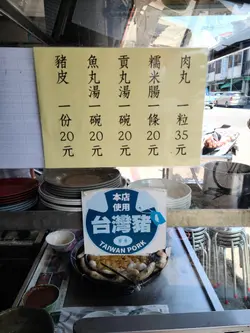 肉丸 一粒35元
糯米腸 一條20元
貢丸湯 一碗20元
魚丸湯 一碗20元
豬皮 一份20元
本店
使用
台灣豬
TAIWAN PORK